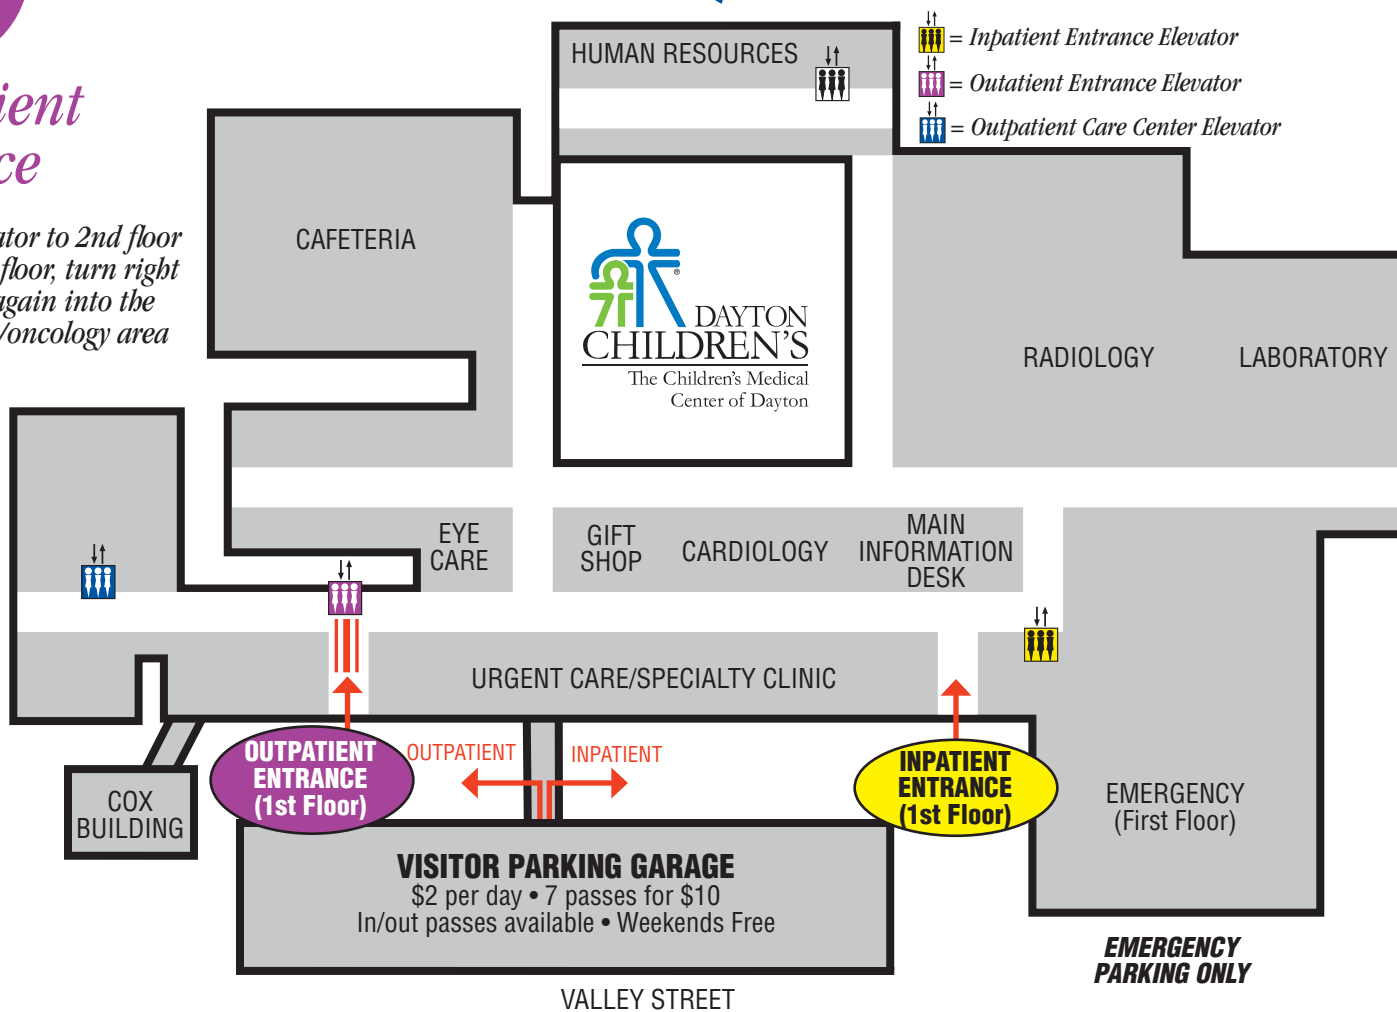 ient
ce
ator to 2nd floor
floor, turn right
again into the
/oncology area
HUMAN RESOURCES
= Inpatient Entrance Elevator
= Outatient Entrance Elevator
= Outpatient Care Center Elevator
CAFETERIA
®
DAYTON
CHILDREN'S
The Children's Medical
Center of Dayton
RADIOLOGY
LABORATORY
EYE
CARE
GIFT
SHOP
CARDIOLOGY
MAIN
INFORMATION
DESK
URGENT CARE/SPECIALTY CLINIC
OUTPATIENT
ENTRANCE
(1st Floor)
OUTPATIENT
INPATIENT
INPATIENT
ENTRANCE
(1st Floor)
COX
BUILDING
EMERGENCY
(First Floor)
VISITOR PARKING GARAGE
$2 per day • 7 passes for $10
In/out passes available • Weekends Free
EMERGENCY
PARKING ONLY
VALLEY STREET